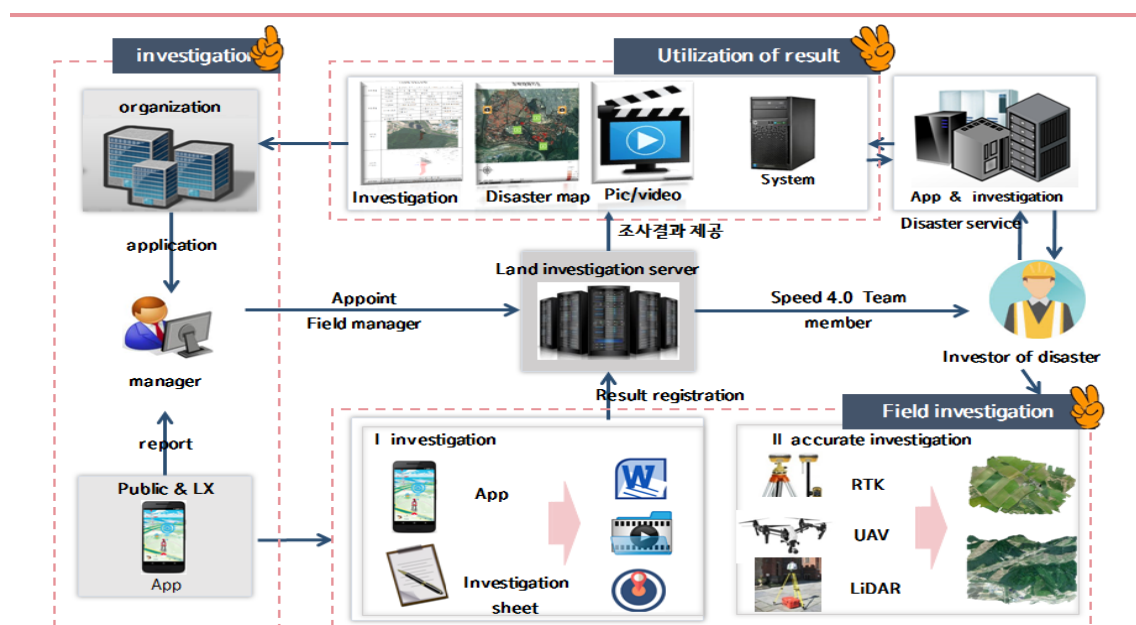 investigation
Utilization of result
organization
Investigation
Disaster map
Pic/video
System
App & investigation
Disaster service
application
조사결과 제공
Land investigation server
Appoint
Field manager
Speed 4.0 Team
member
manager
Investor of disaster
Result registration
Field investigation
report
I investigation
II accurate investigation
Public & LX
App
App
Investigation
sheet
W
RTK
UAV
LiDAR